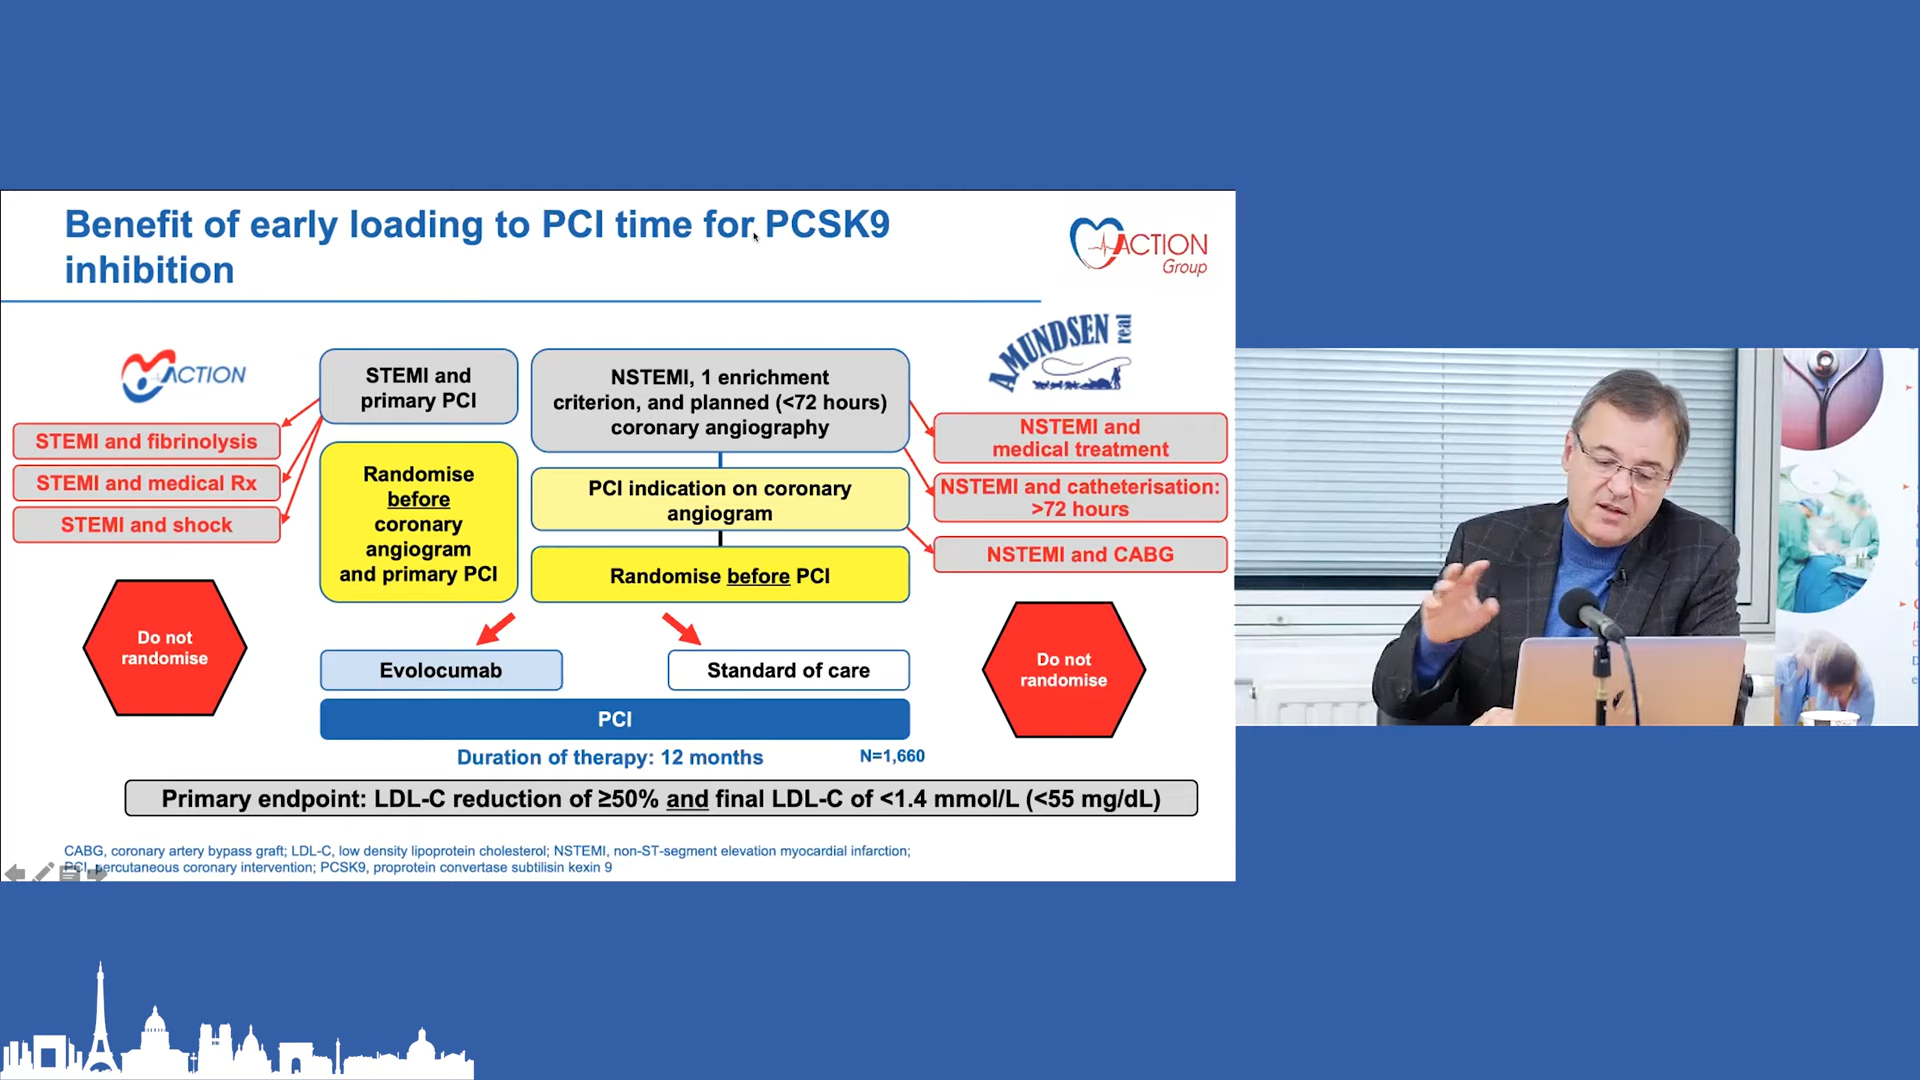 Benefit of early loading to PCI time for PCSK9
inhibition
ACTION
Group
AMUNDSEN
real
ACTION
STEMI and
primary PCI
NSTEMI, 1 enrichment
criterion, and planned (<72 hours)
coronary angiography
STEMI and fibrinolysis
STEMI and medical Rx
STEMI and shock
NSTEMI and
medical treatment
NSTEMI and catheterisation:
>72 hours
NSTEMI and CABG
Randomise
before
coronary
angiogram
and primary PCI
PCI indication on coronary
angiogram
Randomise before PCI
Do not
randomise
Do not
randomise
Evolocumab
Standard of care
PCI
Duration of therapy: 12 months
N=1,660
Primary endpoint: LDL-C reduction of ≥50% and final LDL-C of <1.4 mmol/L (<55 mg/dL)
CABG, coronary artery bypass graft; LDL-C, low density lipoprotein cholesterol; NSTEMI, non-ST-segment elevation myocardial infarction;
PCI, percutaneous coronary intervention; PCSK9, proprotein convertase subtilisin kexin 9